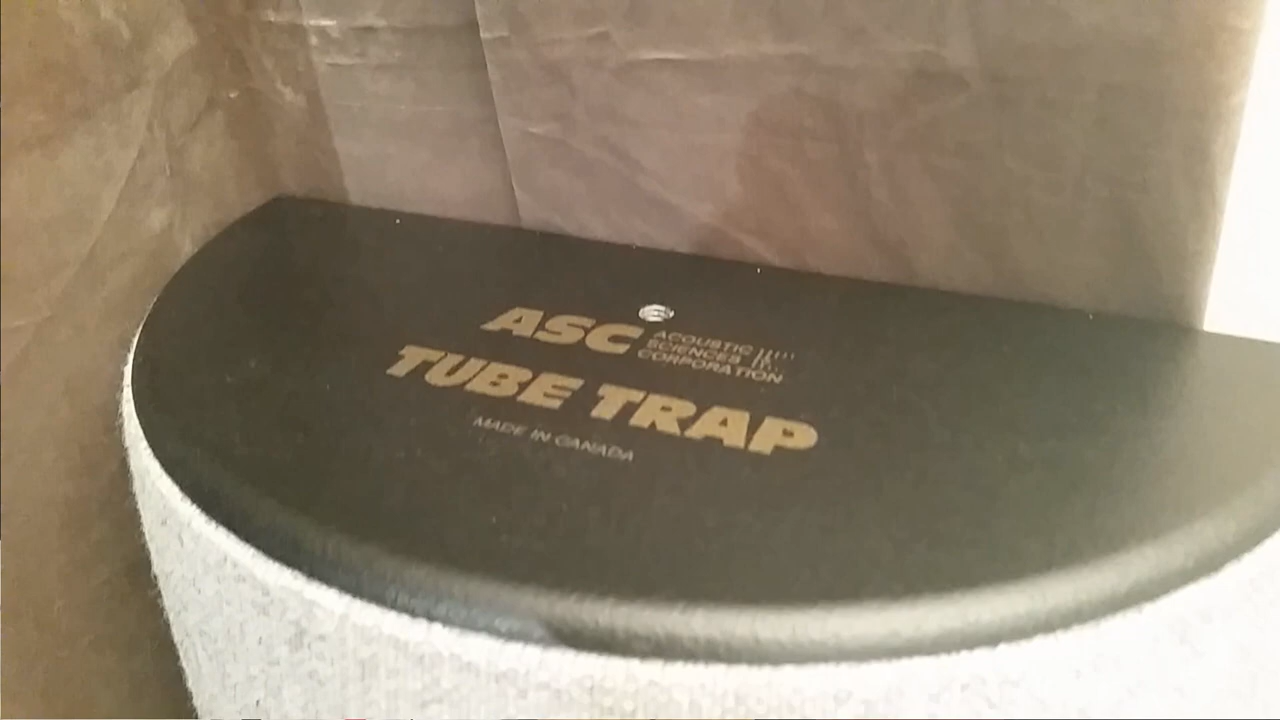 ASC ACOUSTIC
SCIENCES
CORPORATION
TUBE TRAP
MADE IN CANADA